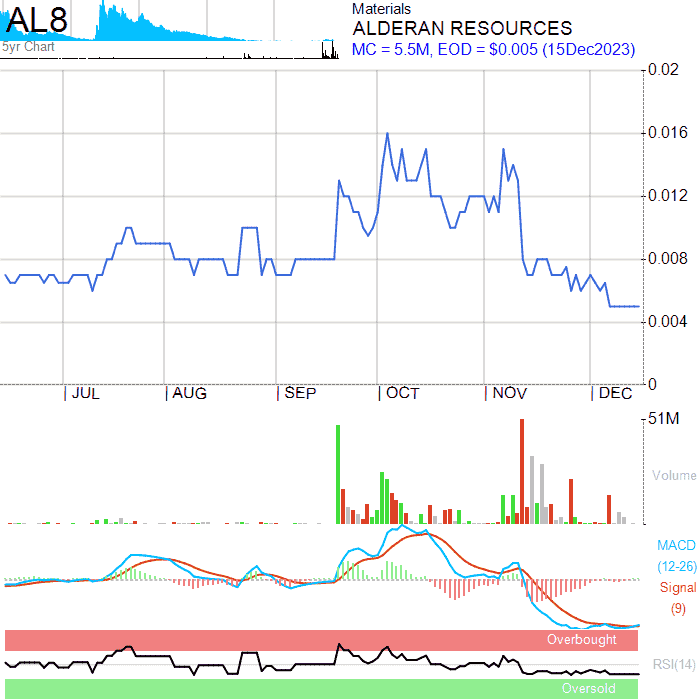 AL8
5yr Chart
Materials
ALDERAN RESOURCES
MC = 5.5M, EOD = $0.005 (15Dec2023)
0.02
0.016
0.012
0.008
0.004
0
JUL AUG SEP OCT NOV DEC
51M
Volume
MACD
(12-26)
Signal
(9)
Overbought
RSI(14)
Oversold